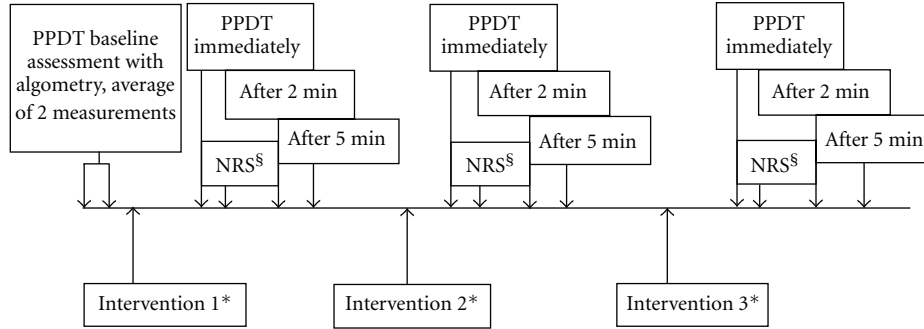 PPDT baseline
assessment with
algometry, average
of 2 measurements
PPDT
immediately
After 2 min
After 5 min
NRS§
PPDT
immediately
After 2 min
After 5 min
NRS§
PPDT
immediately
After 2 min
After 5 min
NRS§
Intervention 1*
Intervention 2*
Intervention 3*